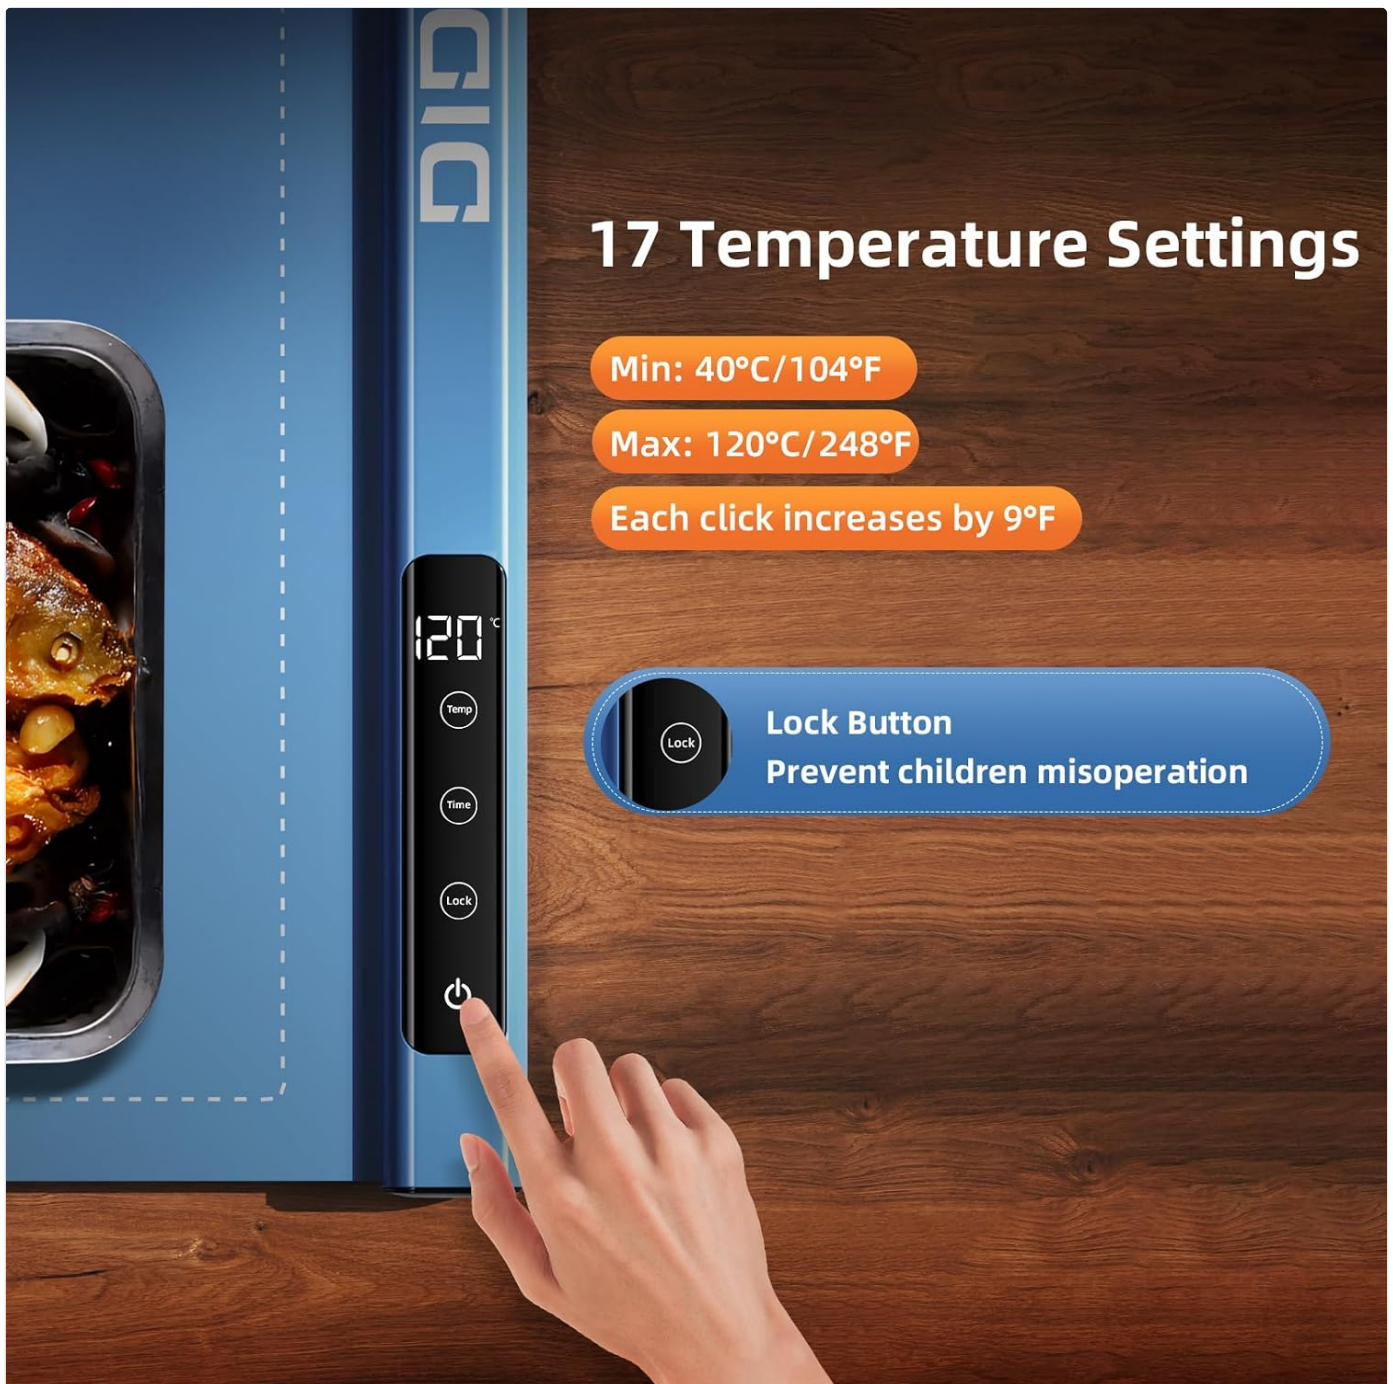 17 Temperature Settings
Min: 40°C/104°F
Max: 120°C/248°F
Each click increases by 9°F
120 °C
Temp
Time
Lock
Lock
Lock Button
Prevent children misoperation